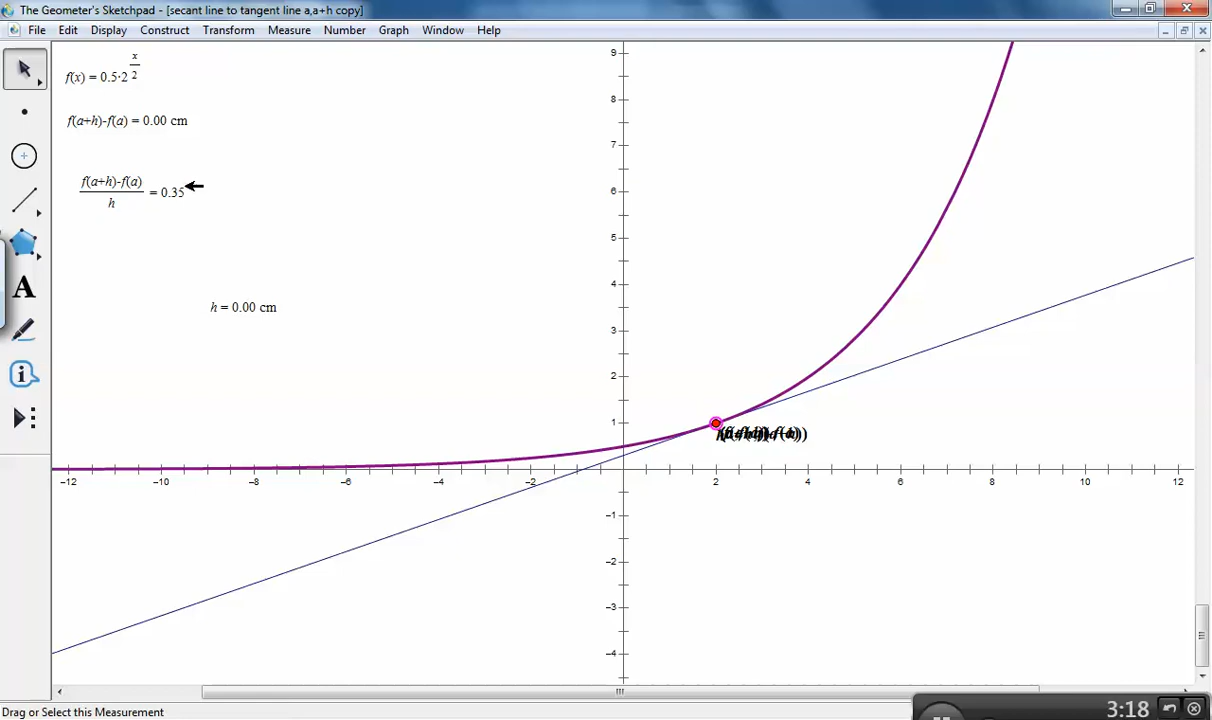 The Geometer's Sketchpad - [secant line to tangent line a,a+h copy]
File Edit Display Construct Transform Measure Number Graph Window Help
f(x) = 0.5·2^(x/2)
f(a+h)-f(a) = 0.00 cm
f(a+h)-f(a)
= 0.35
h
h = 0.00 cm
A
9
8
7
6
5
4
3
2
1
-12 -10 -8 -6 -4 -2 2 4 6 8 10 12
-1
-2
-3
-4
Drag or Select this Measurement
3:18